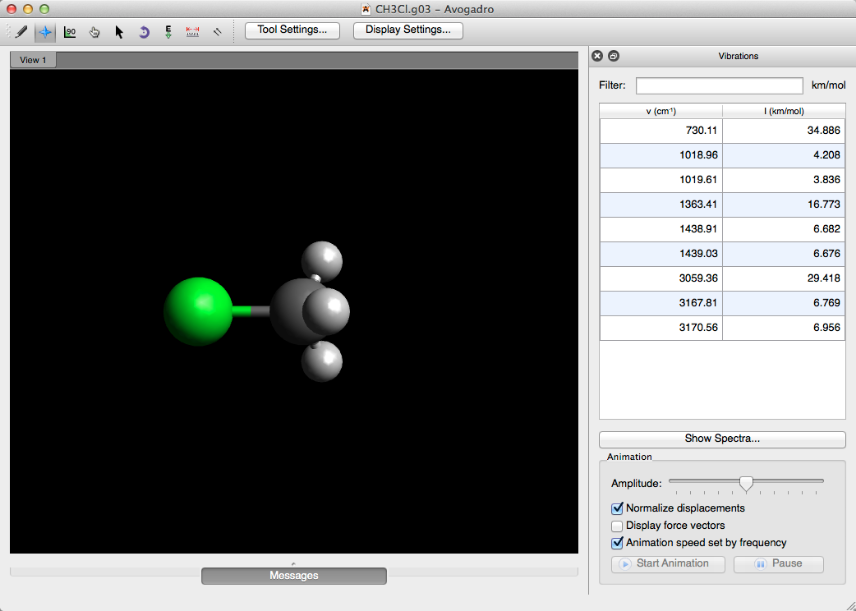 CH3Cl.g03 - Avogadro
90
E
Tool Settings...
Display Settings...
View 1
Vibrations
Filter:
km/mol
ν (cm⁻¹) I (km/mol)
730.11 34.886
1018.96 4.208
1019.61 3.836
1363.41 16.773
1438.91 6.682
1439.03 6.676
3059.36 29.418
3167.81 6.769
3170.56 6.956
Show Spectra...
Animation
Amplitude:
Normalize displacements
Display force vectors
Animation speed set by frequency
Start Animation
Pause
Messages